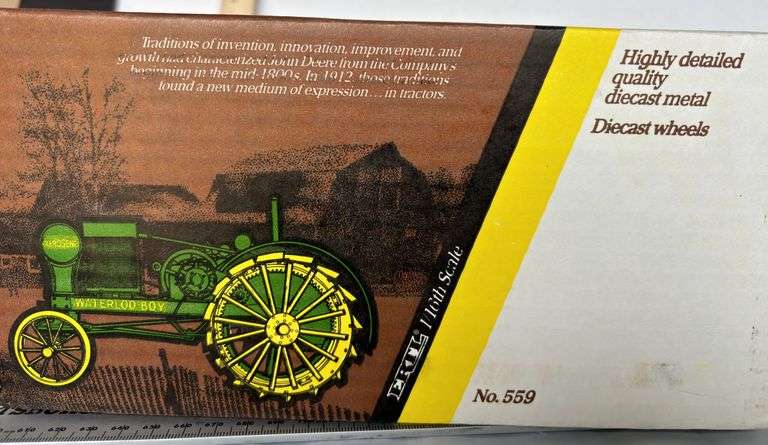 Traditions of invention, innovation, improvement, and
growth had characterized John Deere from the Company's
beginning in the mid-1800s. In 1912, those traditions
found a new medium of expression... in tractors.
Highly detailed
quality
diecast metal
Diecast wheels
WATERLOO BOY
ERTL® 1/16th Scale
No. 559